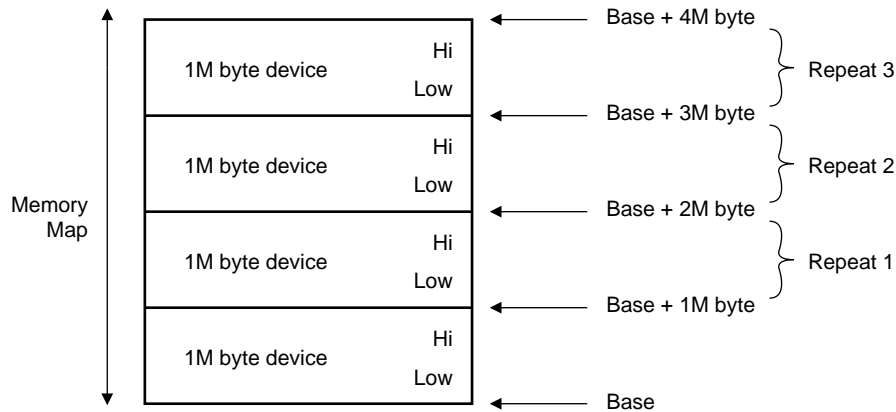 Base + 4M byte
Hi
1M byte device
Low
Repeat 3
Base + 3M byte
Hi
1M byte device
Low
Repeat 2
Memory
Map
Base + 2M byte
Hi
1M byte device
Low
Repeat 1
Base + 1M byte
Hi
1M byte device
Low
Base